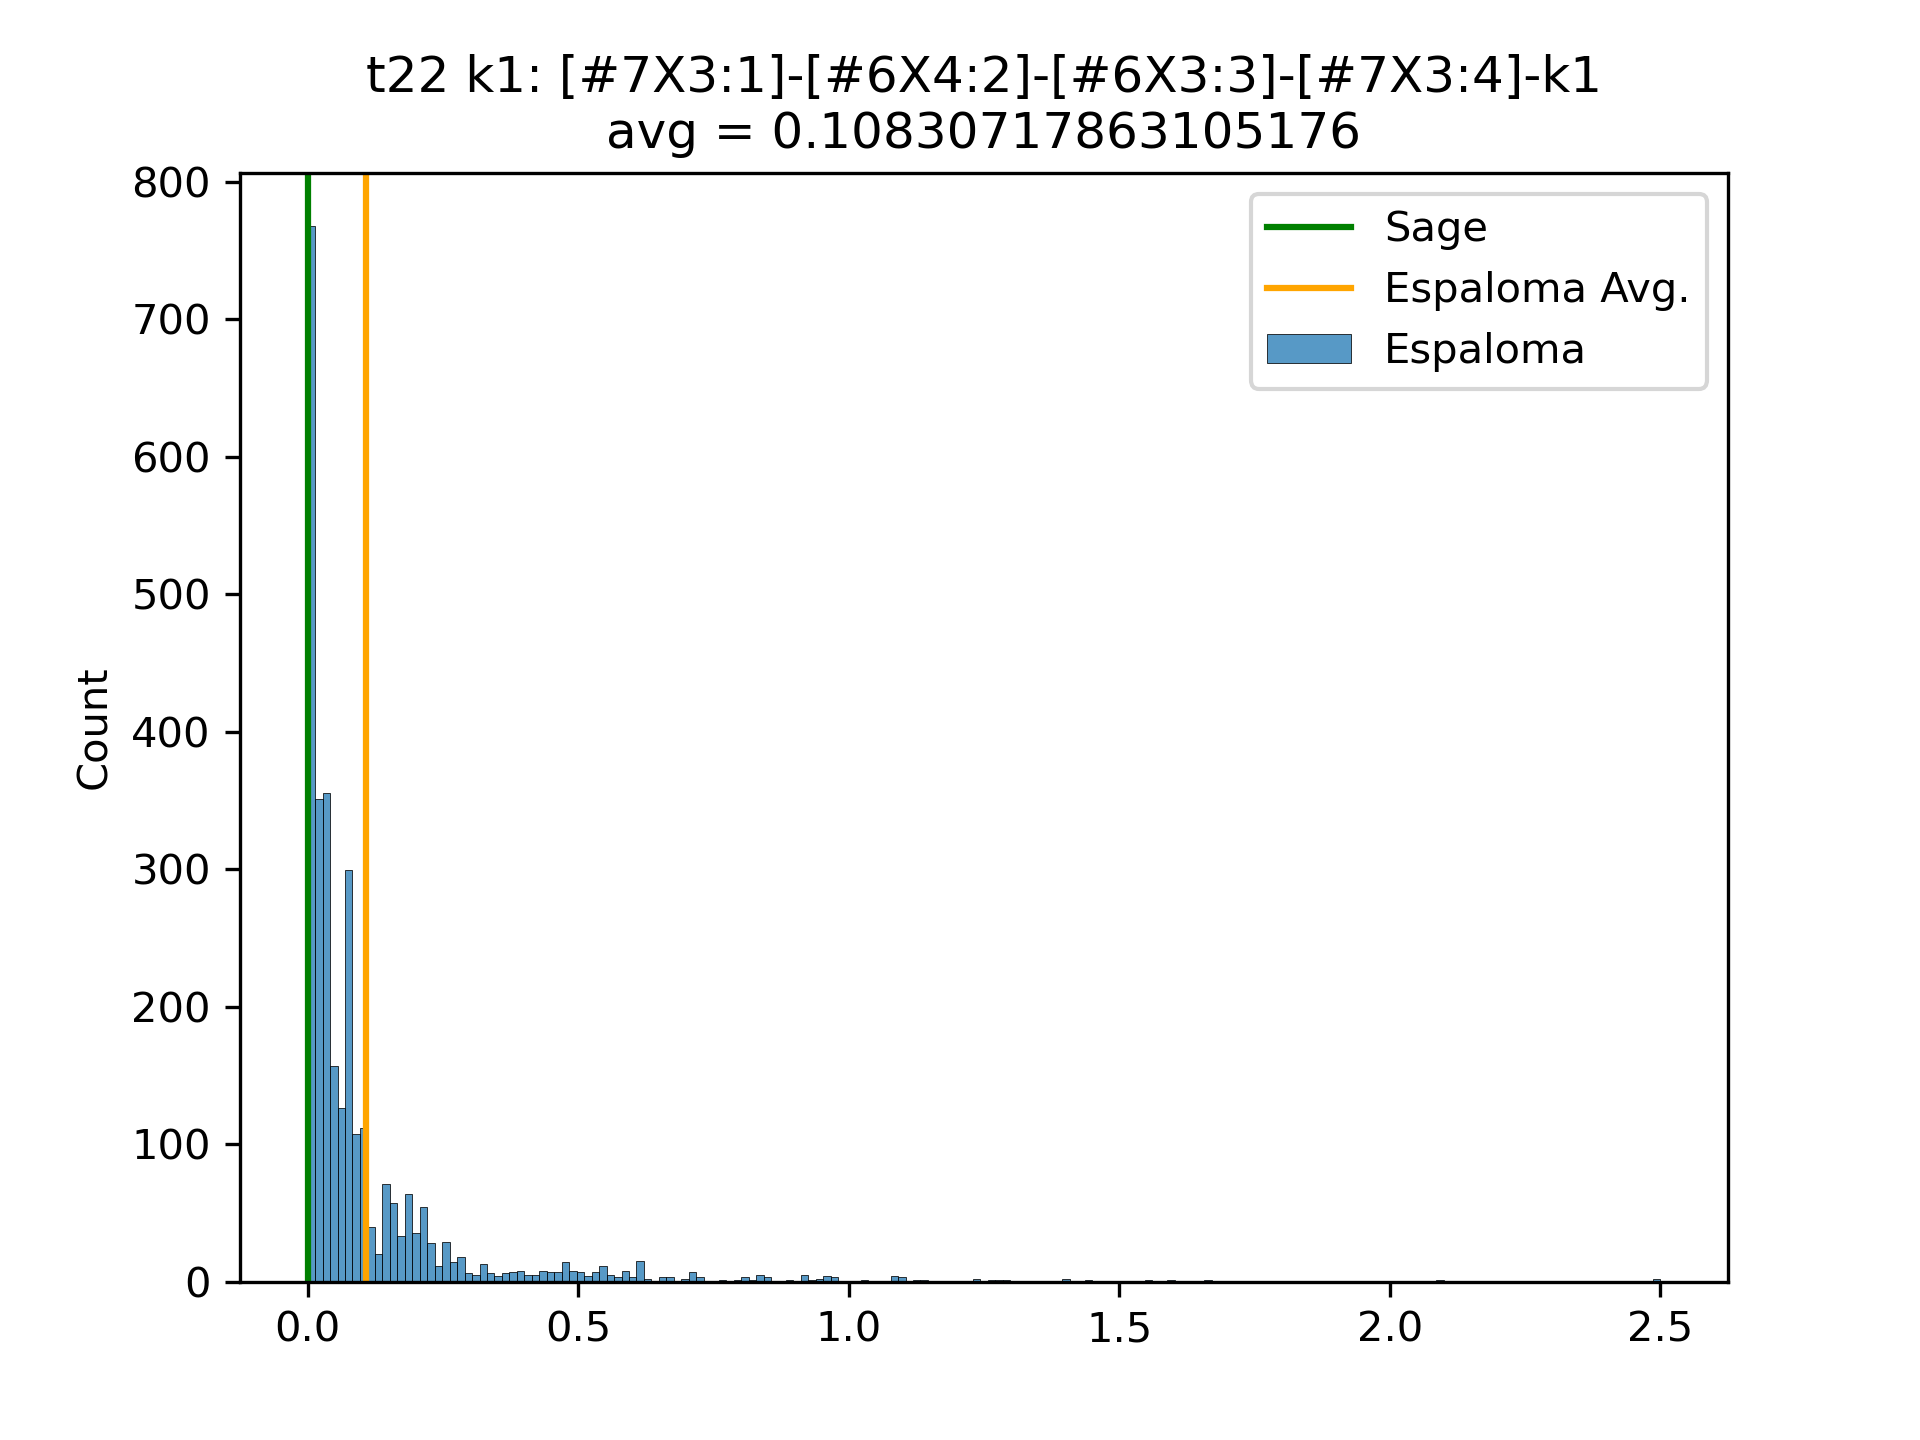 t22 k1: [#7X3:1]-[#6X4:2]-[#6X3:3]-[#7X3:4]-k1
avg = 0.10830717863105176
800
700
600
500
400
300
200
100
0
Count
Sage
Espaloma Avg.
Espaloma
0.0 0.5 1.0 1.5 2.0 2.5